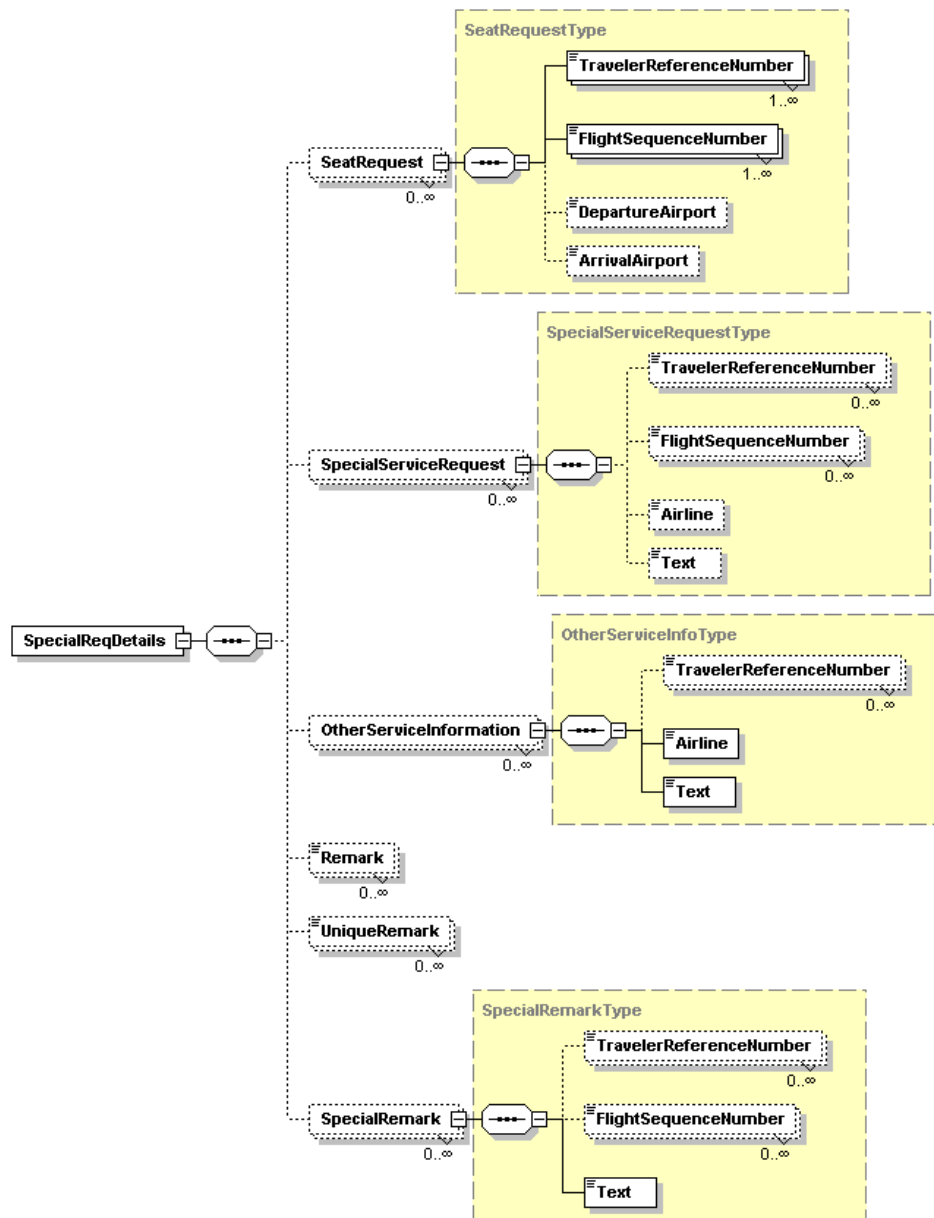 SeatRequestType
TravelerReferenceNumber
1..∞
FlightSequenceNumber
1..∞
SeatRequest
0..∞
DepartureAirport
ArrivalAirport
SpecialServiceRequestType
TravelerReferenceNumber
0..∞
FlightSequenceNumber
0..∞
SpecialServiceRequest
0..∞
Airline
Text
SpecialReqDetails
OtherServiceInfoType
TravelerReferenceNumber
0..∞
OtherServiceInformation
0..∞
Airline
Text
Remark
0..∞
UniqueRemark
0..∞
SpecialRemarkType
TravelerReferenceNumber
0..∞
SpecialRemark
0..∞
FlightSequenceNumber
0..∞
Text